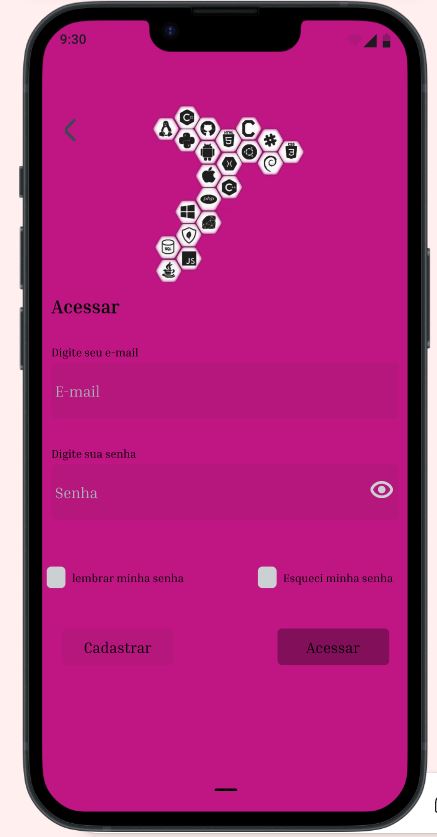 9:30
Acessar
Digite seu e-mail
E-mail
Digite sua senha
Senha
lembrar minha senha
Esqueci minha senha
Cadastrar
Acessar